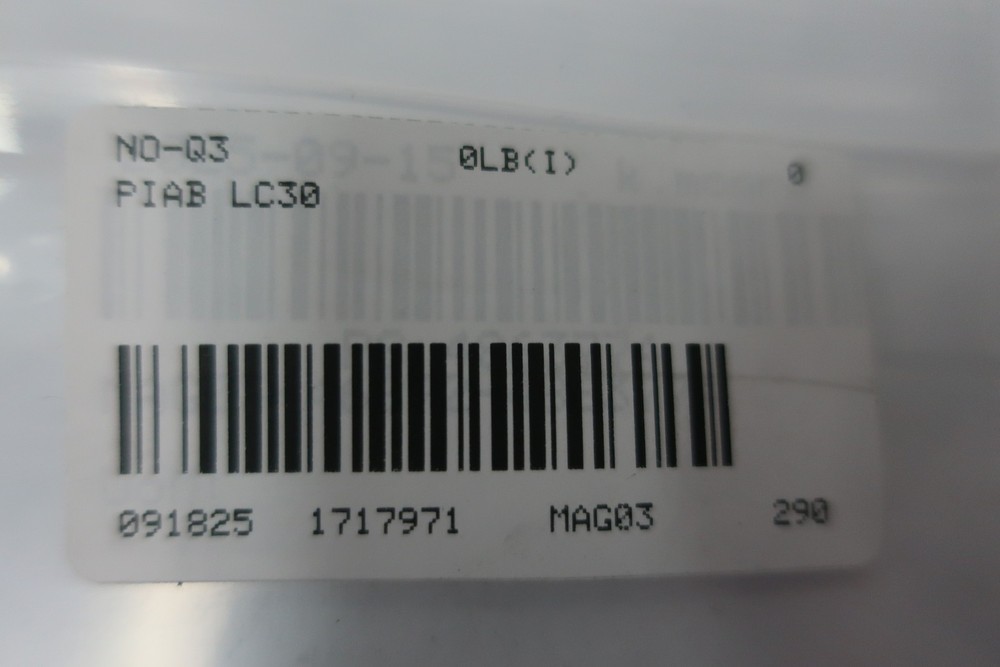 NO-Q3 0LB(I) 0
PIAB LC30
091825 1717971 MAG03 290